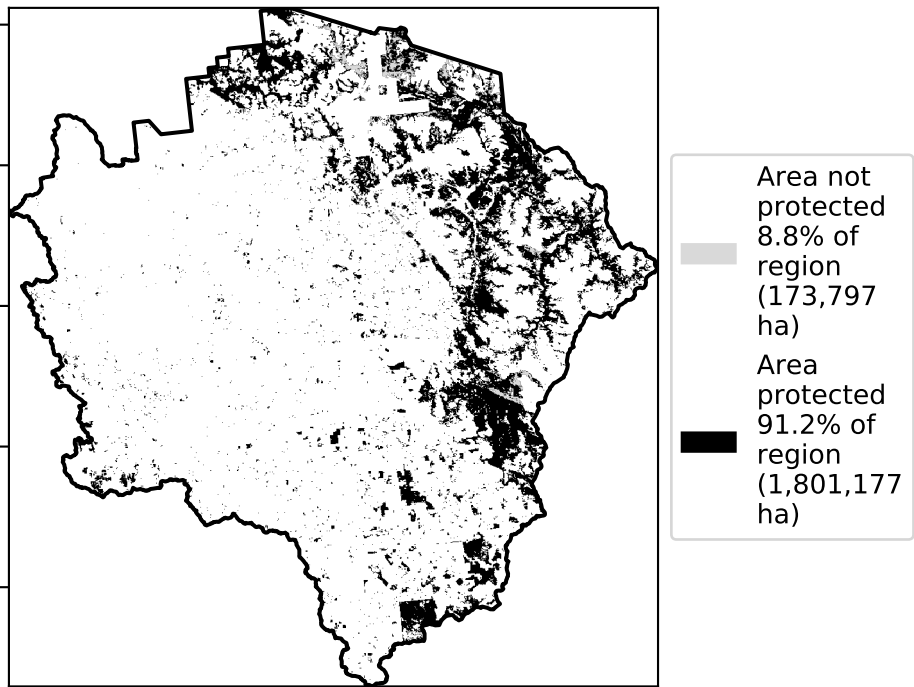 Area not
protected
8.8% of
region
(173,797
ha)
Area
protected
91.2% of
region
(1,801,177
ha)